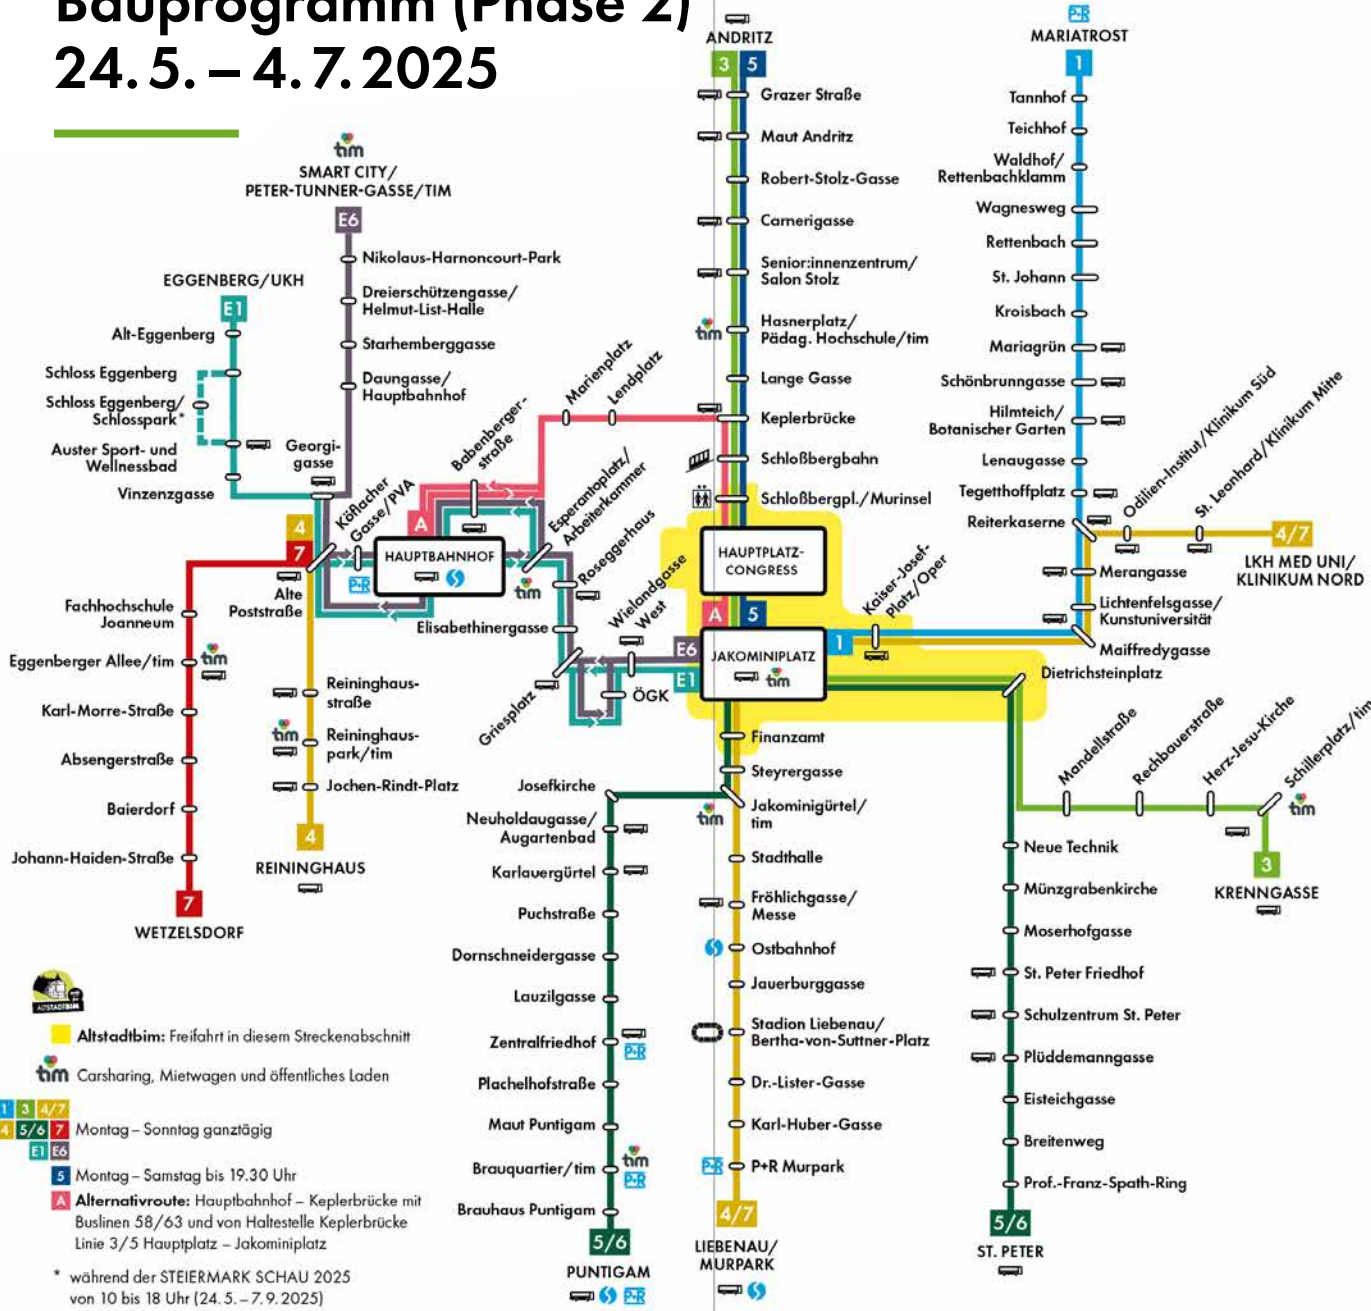 Bauprogramm (Phase 2)
24. 5. – 4. 7. 2025
tim
SMART CITY/
PETER-TUNNER-GASSE/TIM
E6
Nikolaus-Harnoncourt-Park
Dreierschützengasse/
Helmut-List-Halle
Starhemberggasse
Daungasse/
Hauptbahnhof
EGGENBERG/UKH
E1
Alt-Eggenberg
Schloss Eggenberg
Schloss Eggenberg/
Schlosspark*
Auster Sport- und
Wellnessbad
Vinzenzgasse
Georgi-
gasse
4
7
Köflacher
Gasse/PVA
Babenberger-
straße
Marienplatz
Lendplatz
A
HAUPTBAHNHOF
P+R
Esperantoplatz/
Arbeiterkammer
tim
Roseggerhaus
Elisabethinergasse
Wielandgasse
West
Griesplatz
ÖGK
E6
E1
Alte
Poststraße
Fachhochschule
Joanneum
Eggenberger Allee/tim
tim
Karl-Morre-Straße
Absengerstraße
Baierdorf
Johann-Haiden-Straße
7
WETZELSDORF
Reininghaus-
straße
tim
Reininghaus-
park/tim
Jochen-Rindt-Platz
4
REININGHAUS
ANDRITZ
3
5
Grazer Straße
Maut Andritz
Robert-Stolz-Gasse
Carnerigasse
Senior:innenzentrum/
Salon Stolz
tim
Hasnerplatz/
Pädag. Hochschule/tim
Lange Gasse
Keplerbrücke
Schloßbergbahn
Schloßbergpl./Murinsel
HAUPTPLATZ-
CONGRESS
A
5
JAKOMINIPLATZ
tim
1
Kaiser-Josef-
Platz/Oper
P+R
MARIATROST
1
Tannhof
Teichhof
Waldhof/
Rettenbachklamm
Wagnesweg
Rettenbach
St. Johann
Kroisbach
Mariagrün
Schönbrunngasse
Hilmteich/
Botanischer Garten
Lenaugasse
Tegetthoffplatz
Reiterkaserne
Odilien-Institut/Klinikum Süd
St. Leonhard/Klinikum Mitte
4/7
LKH MED UNI/
KLINIKUM NORD
Merangasse
Lichtenfelsgasse/
Kunstuniversität
Maiffredygasse
Dietrichsteinplatz
Mandellstraße
Rechbauerstraße
Herz-Jesu-Kirche
Schillerplatz/tim
tim
3
KRENNGASSE
Neue Technik
Münzgrabenkirche
Moserhofgasse
St. Peter Friedhof
Schulzentrum St. Peter
Plüddemanngasse
Eisteichgasse
Breitenweg
Prof.-Franz-Spath-Ring
5/6
ST. PETER
Finanzamt
Steyrergasse
tim
Jakominigürtel/
tim
Stadthalle
Fröhlichgasse/
Messe
Ostbahnhof
Jauerburggasse
Stadion Liebenau/
Bertha-von-Suttner-Platz
Dr.-Lister-Gasse
Karl-Huber-Gasse
P+R
P+R Murpark
4/7
LIEBENAU/
MURPARK
Josefkirche
Neuholdaugasse/
Augartenbad
Karlauergürtel
Puchstraße
Dornschneidergasse
Lauzilgasse
Zentralfriedhof
P+R
Plachelhofstraße
Maut Puntigam
Brauquartier/tim
tim
P+R
Brauhaus Puntigam
5/6
PUNTIGAM
P+R
ALTSTADTBIM
Altstadtbim: Freifahrt in diesem Streckenabschnitt
tim Carsharing, Mietwagen und öffentliches Laden
1 3 4/7
4 5/6 7 Montag – Sonntag ganztägig
E1 E6
5 Montag – Samstag bis 19.30 Uhr
A Alternativroute: Hauptbahnhof – Keplerbrücke mit
Buslinen 58/63 und von Haltestelle Keplerbrücke
Linie 3/5 Hauptplatz – Jakominiplatz
* während der STEIERMARK SCHAU 2025
von 10 bis 18 Uhr (24. 5. – 7. 9. 2025)